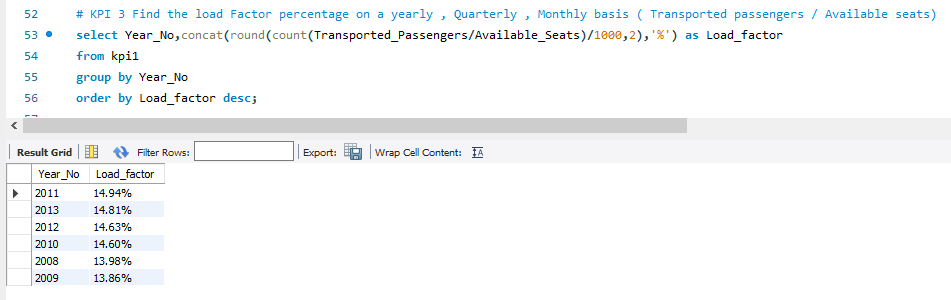 52 # KPI 3 Find the load Factor percentage on a yearly , Quarterly , Monthly basis ( Transported passengers / Available seats)
53 select Year_No,concat(round(count(Transported_Passengers/Available_Seats)/1000,2),'%') as Load_factor
54 from kpi1
55 group by Year_No
56 order by Load_factor desc;
Result Grid Filter Rows: Export: Wrap Cell Content: IA
Year_No Load_factor
2011 14.94%
2013 14.81%
2012 14.63%
2010 14.60%
2008 13.98%
2009 13.86%